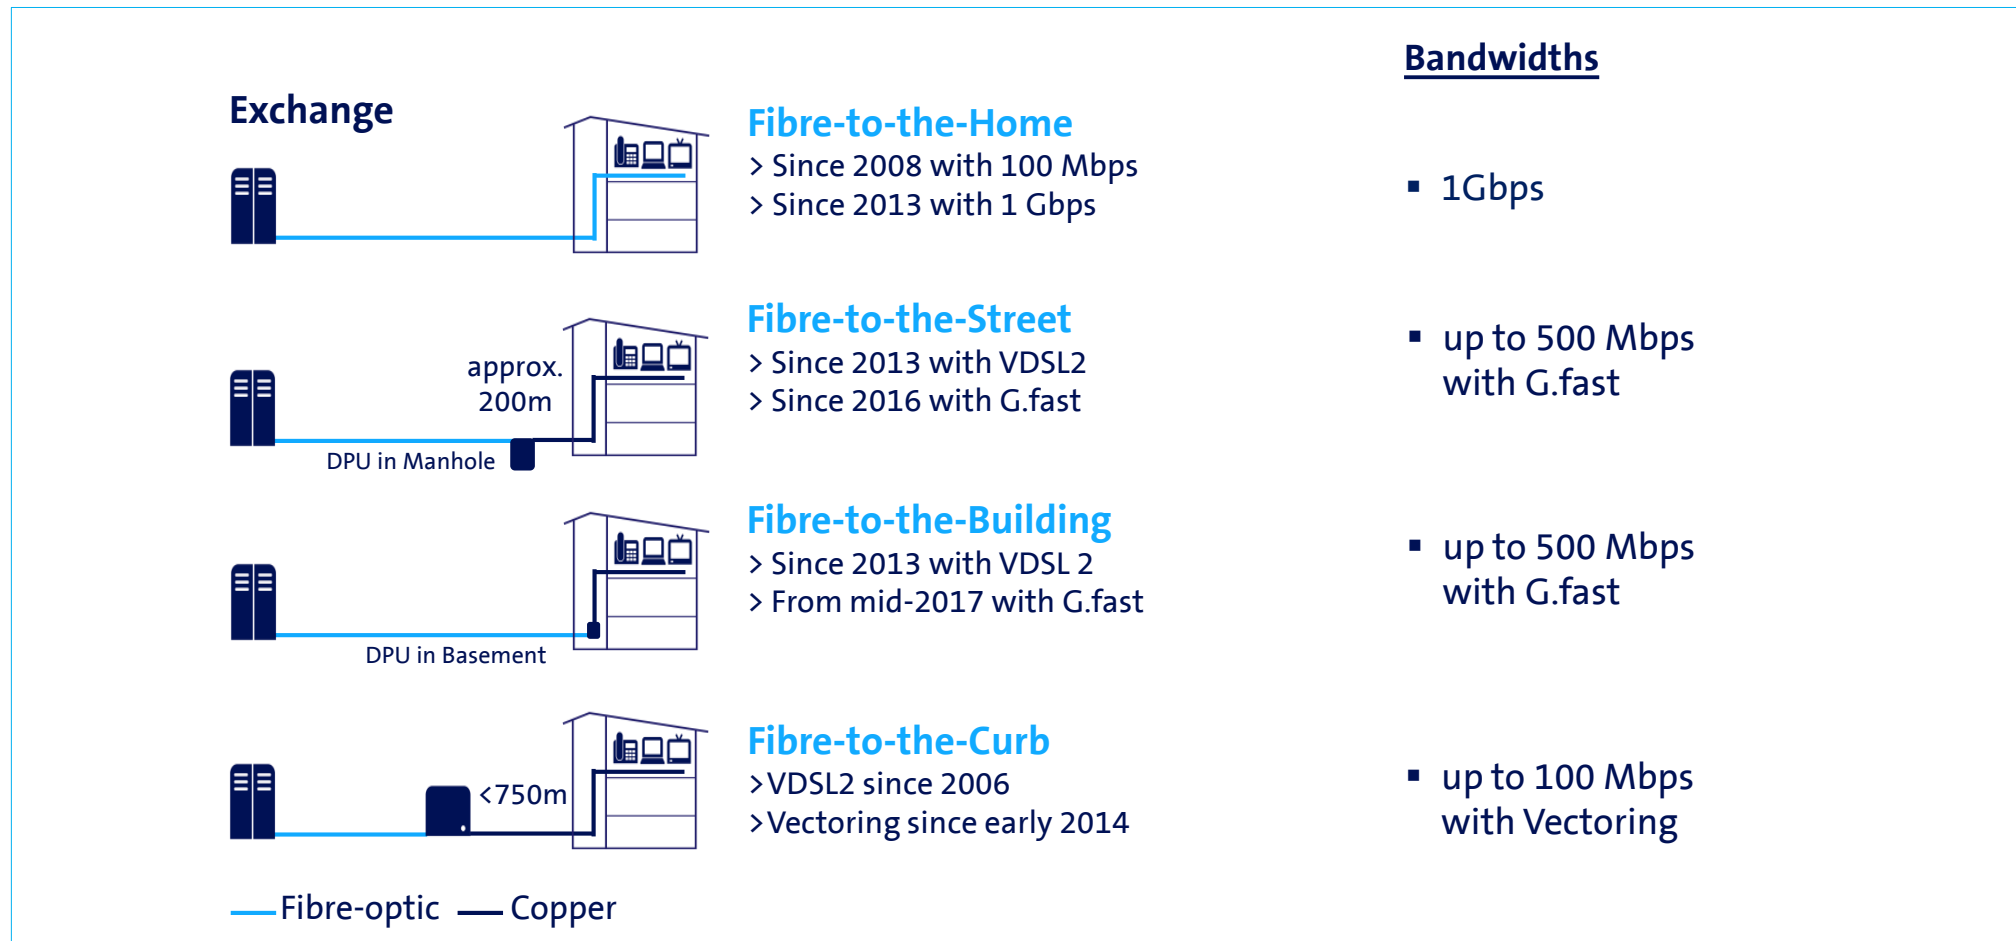 Bandwidths
Exchange
Fibre-to-the-Home
> Since 2008 with 100 Mbps
> Since 2013 with 1 Gbps
▪ 1Gbps
approx.
200m
DPU in Manhole
Fibre-to-the-Street
> Since 2013 with VDSL2
> Since 2016 with G.fast
▪ up to 500 Mbps
with G.fast
DPU in Basement
Fibre-to-the-Building
> Since 2013 with VDSL 2
> From mid-2017 with G.fast
▪ up to 500 Mbps
with G.fast
<750m
Fibre-to-the-Curb
>VDSL2 since 2006
>Vectoring since early 2014
▪ up to 100 Mbps
with Vectoring
Fibre-optic
Copper